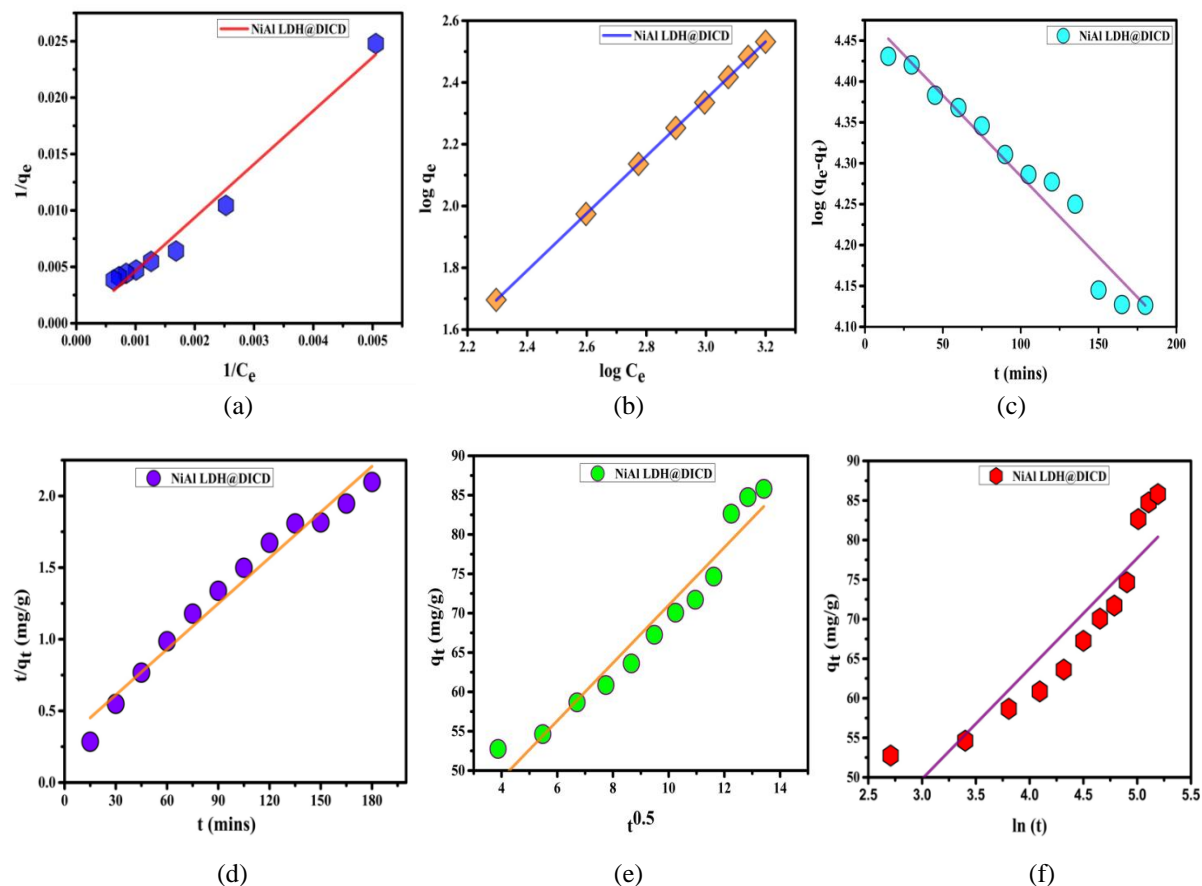 NiAl LDH@DICD
0.025
0.020
0.015
0.010
0.005
0.000
1/qe
0.000 0.001 0.002 0.003 0.004 0.005
1/Ce
(a)
NiAl LDH@DICD
2.6
2.4
2.2
2.0
1.8
1.6
log qe
2.2 2.4 2.6 2.8 3.0 3.2
log Ce
(b)
NiAl LDH@DICD
4.45
4.40
4.35
4.30
4.25
4.20
4.15
4.10
log (qe-qt)
0 50 100 150 200
t (mins)
(c)
NiAl LDH@DICD
2.0
1.5
1.0
0.5
0.0
t/qt (mg/g)
0 30 60 90 120 150 180
t (mins)
(d)
NiAl LDH@DICD
90
85
80
75
70
65
60
55
50
qt (mg/g)
4 6 8 10 12 14
t0.5
(e)
NiAl LDH@DICD
90
85
80
75
70
65
60
55
50
qt (mg/g)
2.5 3.0 3.5 4.0 4.5 5.0 5.5
ln (t)
(f)